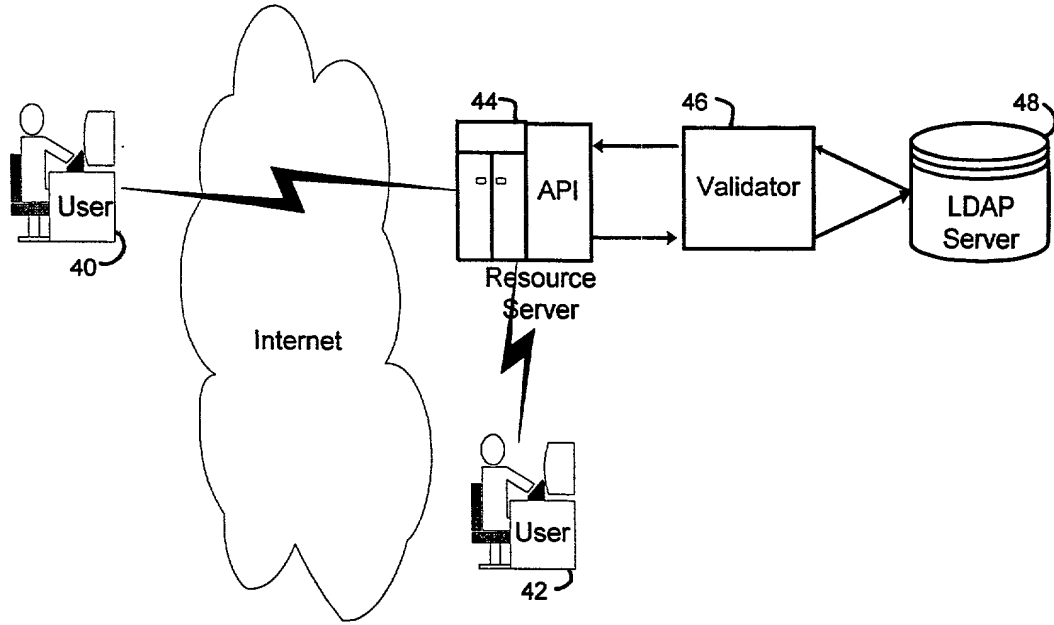 44
46
48
User
API
Validator
LDAP
Server
40
Resource
Server
Internet
User
42